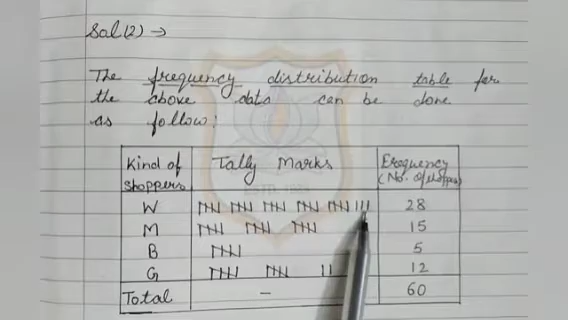 Sol(2) →
The frequency distribution table for
the above data can be done
as follow:
Kind of Shoppers | Tally Marks | Frequency (No. of shoppers)
W | 𝍸 𝍸 𝍸 𝍸 𝍸 ||| | 28
M | 𝍸 𝍸 𝍸 | 15
B | 𝍸 | 5
G | 𝍸 𝍸 || | 12
Total | — | 60